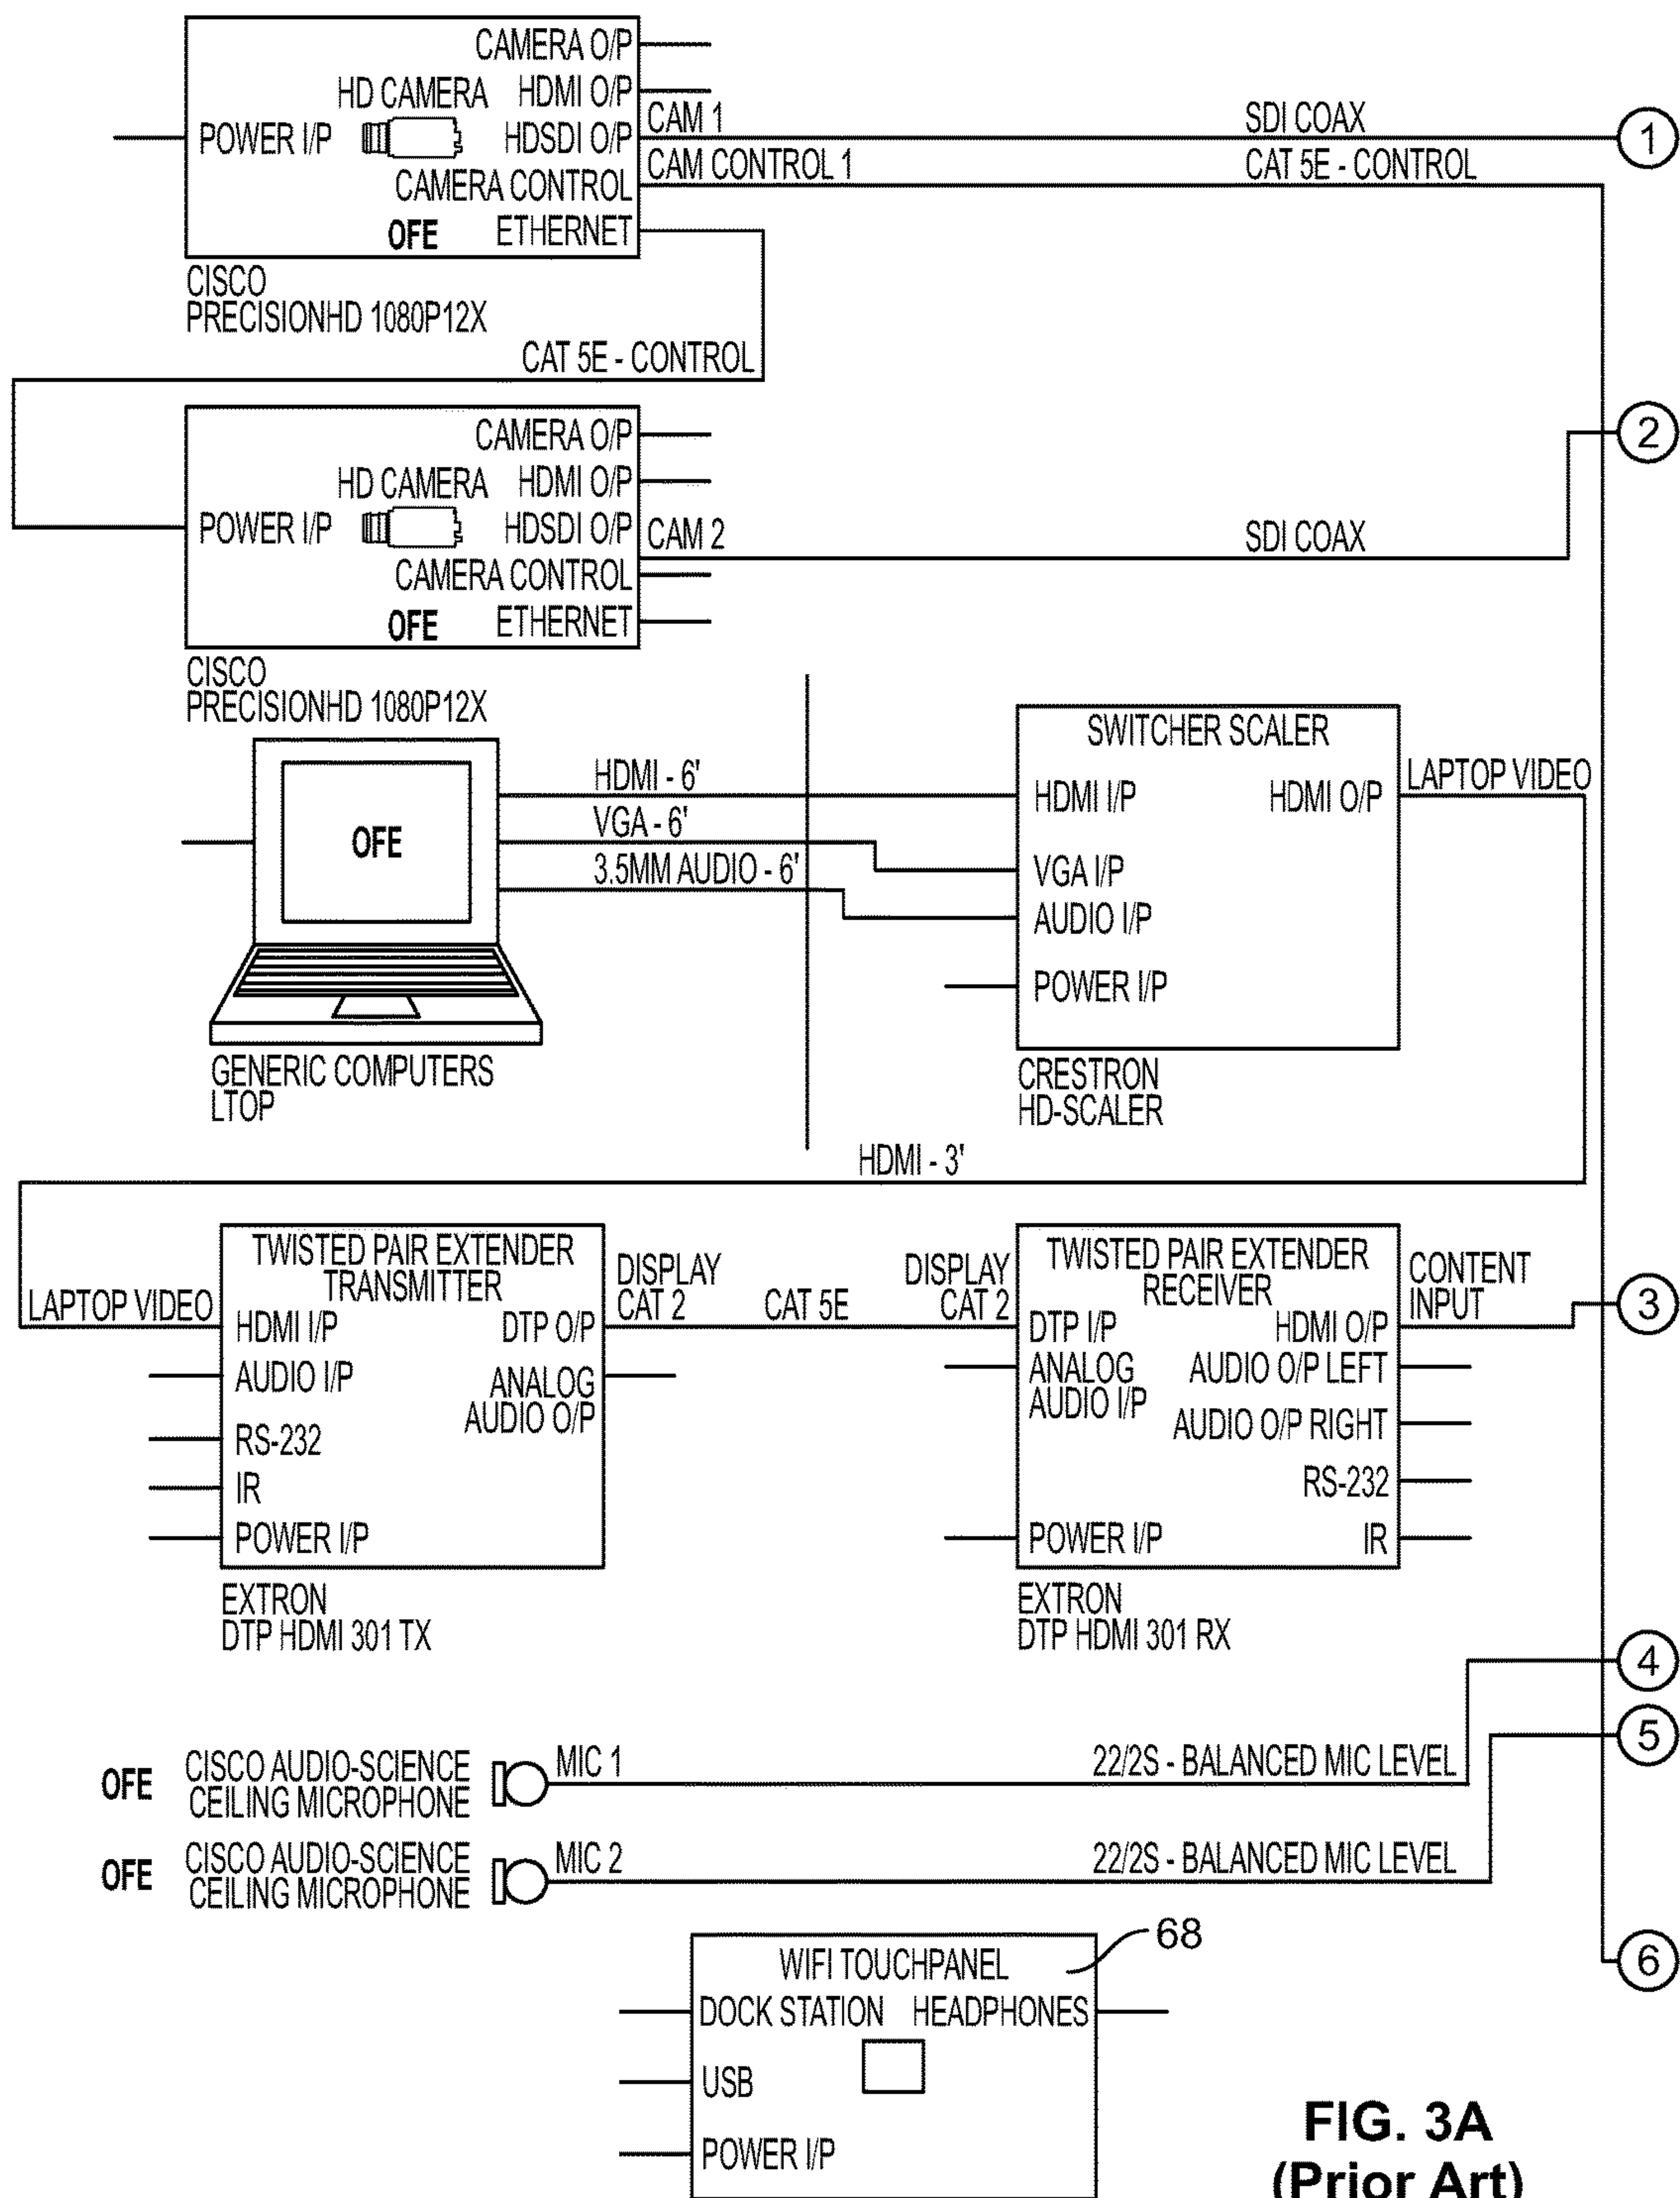 CAMERA O/P
HD CAMERA HDMI O/P
POWER I/P HDSDI O/P CAM 1 SDI COAX 1
CAMERA CONTROL CAM CONTROL 1 CAT 5E - CONTROL
OFE ETHERNET
CISCO
PRECISIONHD 1080P12X
CAT 5E - CONTROL
CAMERA O/P 2
HD CAMERA HDMI O/P
POWER I/P HDSDI O/P CAM 2 SDI COAX
CAMERA CONTROL
OFE ETHERNET
CISCO
PRECISIONHD 1080P12X
SWITCHER SCALER
HDMI - 6' HDMI I/P HDMI O/P LAPTOP VIDEO
VGA - 6'
OFE
3.5MM AUDIO - 6' VGA I/P
AUDIO I/P
POWER I/P
GENERIC COMPUTERS
LTOP
CRESTRON
HD-SCALER
HDMI - 3'
TWISTED PAIR EXTENDER
TRANSMITTER
LAPTOP VIDEO HDMI I/P DTP O/P
DISPLAY
CAT 2
CAT 5E
DISPLAY
CAT 2
AUDIO I/P ANALOG
AUDIO O/P
RS-232
IR
POWER I/P
EXTRON
DTP HDMI 301 TX
TWISTED PAIR EXTENDER
RECEIVER
DTP I/P HDMI O/P
CONTENT
INPUT
3
ANALOG
AUDIO I/P
AUDIO O/P LEFT
AUDIO O/P RIGHT
RS-232
POWER I/P IR
EXTRON
DTP HDMI 301 RX
4
5
OFE CISCO AUDIO-SCIENCE
CEILING MICROPHONE
MIC 1 22/2S - BALANCED MIC LEVEL
OFE CISCO AUDIO-SCIENCE
CEILING MICROPHONE
MIC 2 22/2S - BALANCED MIC LEVEL
68
6
WIFI TOUCHPANEL
DOCK STATION HEADPHONES
USB
POWER I/P
FIG. 3A
(Prior Art)